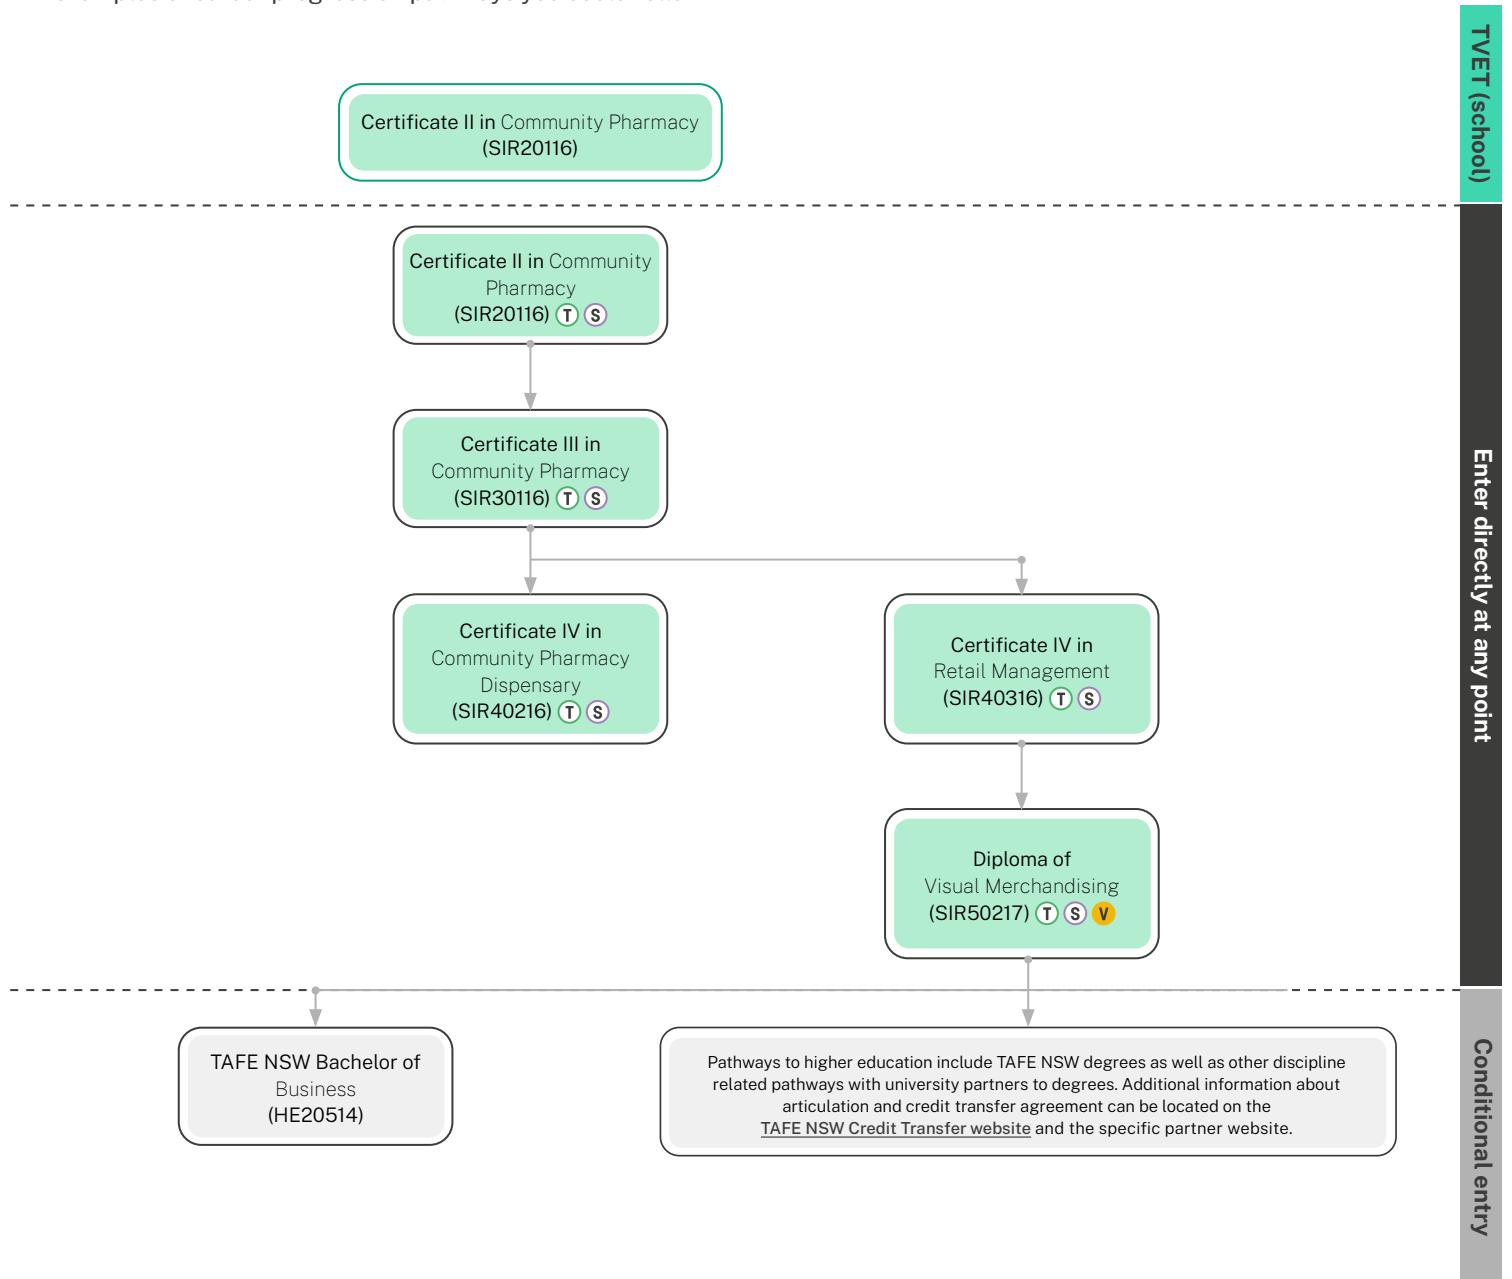 TVET (school)
Certificate II in Community Pharmacy
(SIR20116)
Certificate II in Community
Pharmacy
(SIR20116) T S
Certificate III in
Community Pharmacy
(SIR30116) T S
Enter directly at any point
Certificate IV in
Community Pharmacy
Dispensary
(SIR40216) T S
Certificate IV in
Retail Management
(SIR40316) T S
Diploma of
Visual Merchandising
(SIR50217) T S V
Conditional entry
TAFE NSW Bachelor of
Business
(HE20514)
Pathways to higher education include TAFE NSW degrees as well as other discipline
related pathways with university partners to degrees. Additional information about
articulation and credit transfer agreement can be located on the
TAFE NSW Credit Transfer website and the specific partner website.